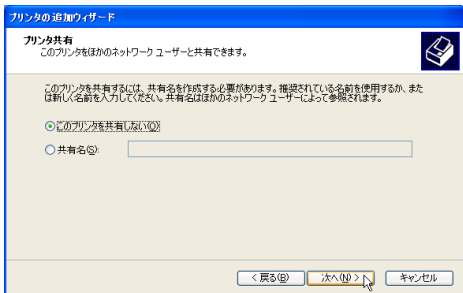 プリンタの追加ウィザード
プリンタ共有
このプリンタをほかのネットワーク ユーザーと共有できます。
このプリンタを共有するには、共有名を作成する必要があります。推奨されている名前を使用するか、また
は新しく名前を入力してください。共有名はほかのネットワーク ユーザーによって参照されます。
このプリンタを共有しない(O)
共有名(S):
< 戻る(B)
次へ(N) >
キャンセル